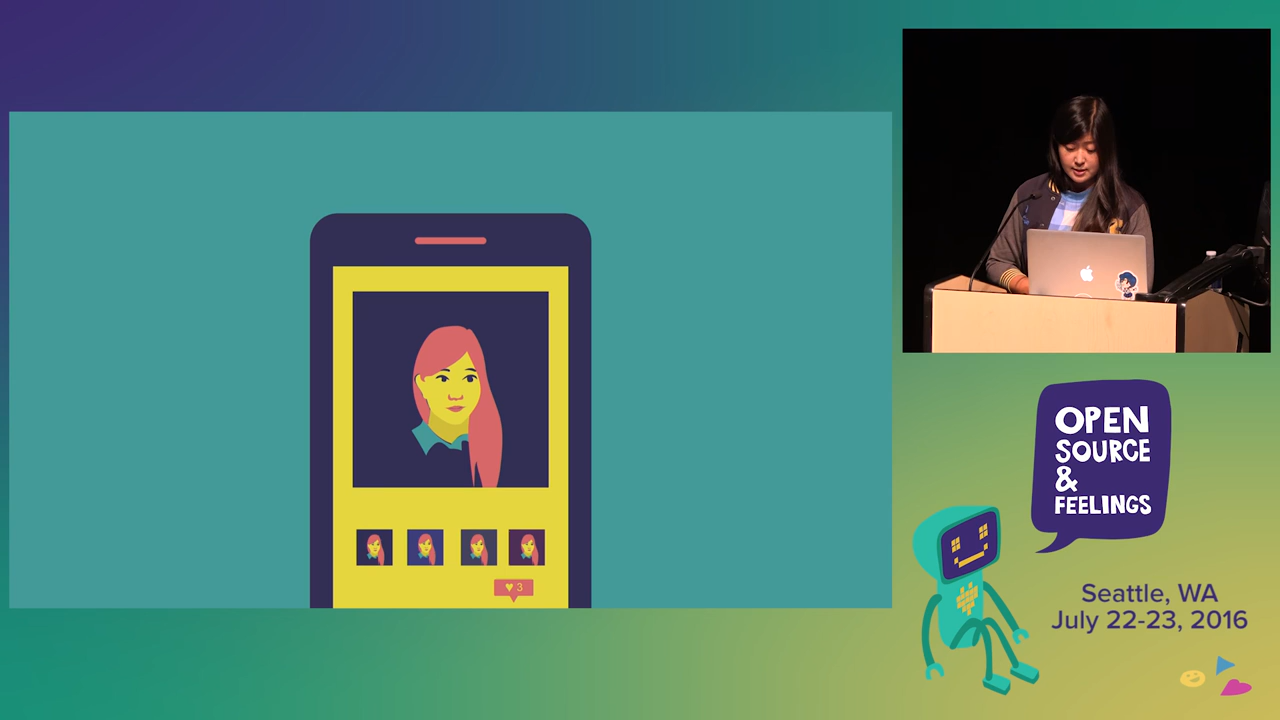 ♥ 3
OPEN
SOURCE
&
FEELINGS
Seattle, WA
July 22-23, 2016